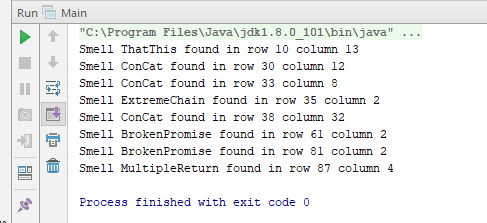 Run Main
"C:\Program Files\Java\jdk1.8.0_101\bin\java" ...
Smell ThatThis found in row 10 column 13
Smell ConCat found in row 30 column 12
Smell ConCat found in row 33 column 8
Smell ExtremeChain found in row 35 column 2
Smell ConCat found in row 38 column 32
Smell BrokenPromise found in row 61 column 2
Smell BrokenPromise found in row 81 column 2
Smell MultipleReturn found in row 87 column 4
Process finished with exit code 0